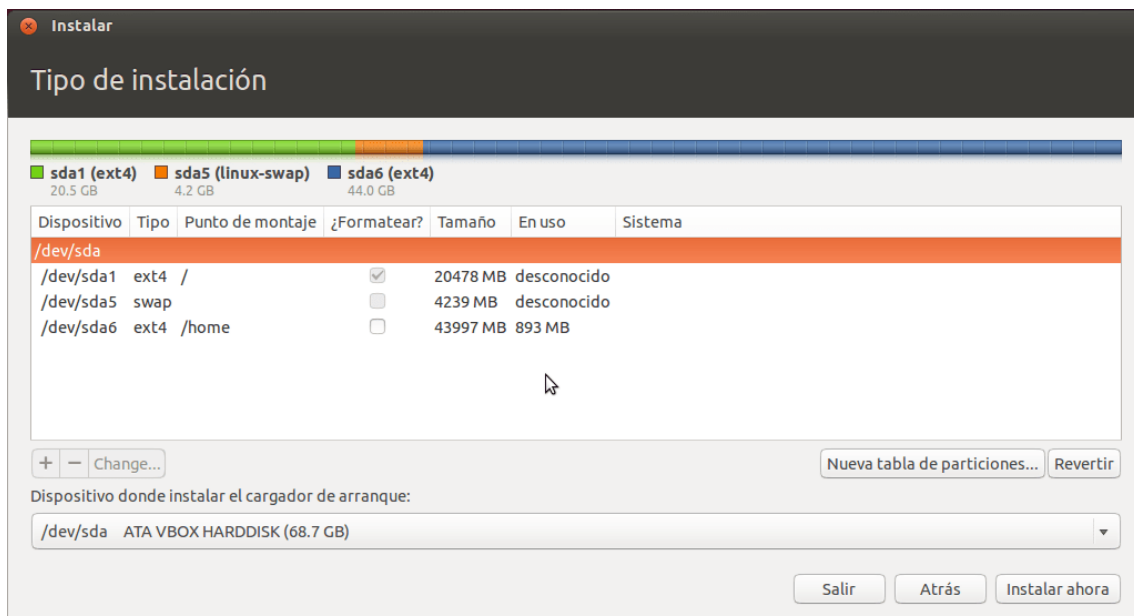 Instalar
Tipo de instalación
sda1 (ext4) sda5 (linux-swap) sda6 (ext4)
20.5 GB 4.2 GB 44.0 GB
Dispositivo Tipo Punto de montaje ¿Formatear? Tamaño En uso Sistema
/dev/sda
/dev/sda1 ext4 / 20478 MB desconocido
/dev/sda5 swap 4239 MB desconocido
/dev/sda6 ext4 /home 43997 MB 893 MB
+ − Change... Nueva tabla de particiones... Revertir
Dispositivo donde instalar el cargador de arranque:
/dev/sda ATA VBOX HARDDISK (68.7 GB)
Salir Atrás Instalar ahora